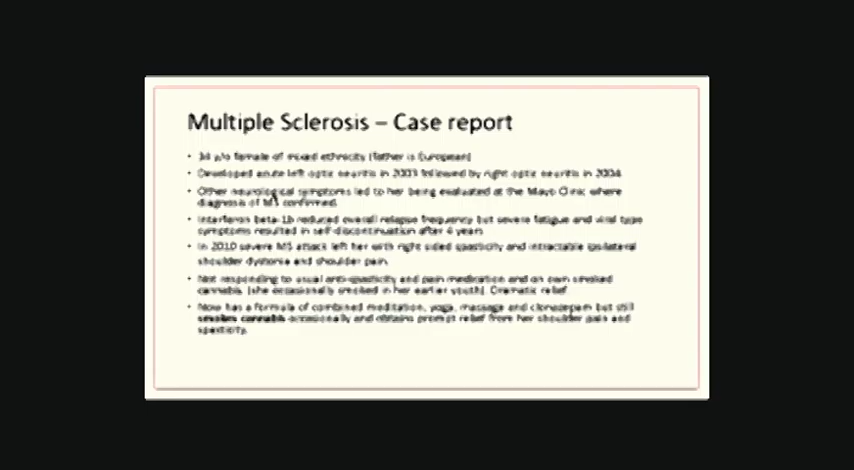 Multiple Sclerosis – Case report
• 34 y/o female of mixed ethnicity (father is European)
• Developed acute left optic neuritis in 2003 followed by right optic neuritis in 2004.
• Other neurological symptoms led to her being evaluated at the Mayo Clinic where
diagnosis of MS confirmed.
• Interferon beta-1b reduced overall relapse frequency but severe fatigue and viral type
symptoms resulted in self-discontinuation after 4 years
• In 2010 severe MS attack left her with right sided spasticity and intractable ipsilateral
shoulder dystonia and shoulder pain.
• Not responding to usual anti-spasticity and pain medication and on own smoked
cannabis (she occasionally smoked in her earlier youth). Dramatic relief.
• Now has a formula of combined meditation, yoga, massage and clonazepam but still
smokes cannabis occasionally and obtains prompt relief from her shoulder pain and
spasticity.